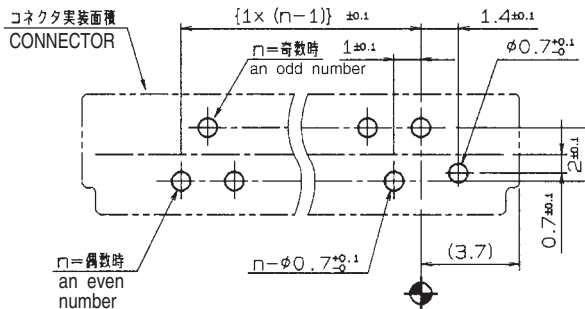 コネクタ実装面積
CONNECTOR
{1×(n-1)} ±0.1
1.4±0.1
n=奇数時
an odd number
1±0.1
φ0.7+0.1 -0
2±0.1
0.7±0.1
n=偶数時
an even
number
n-φ0.7+0.1 -0
(3.7)